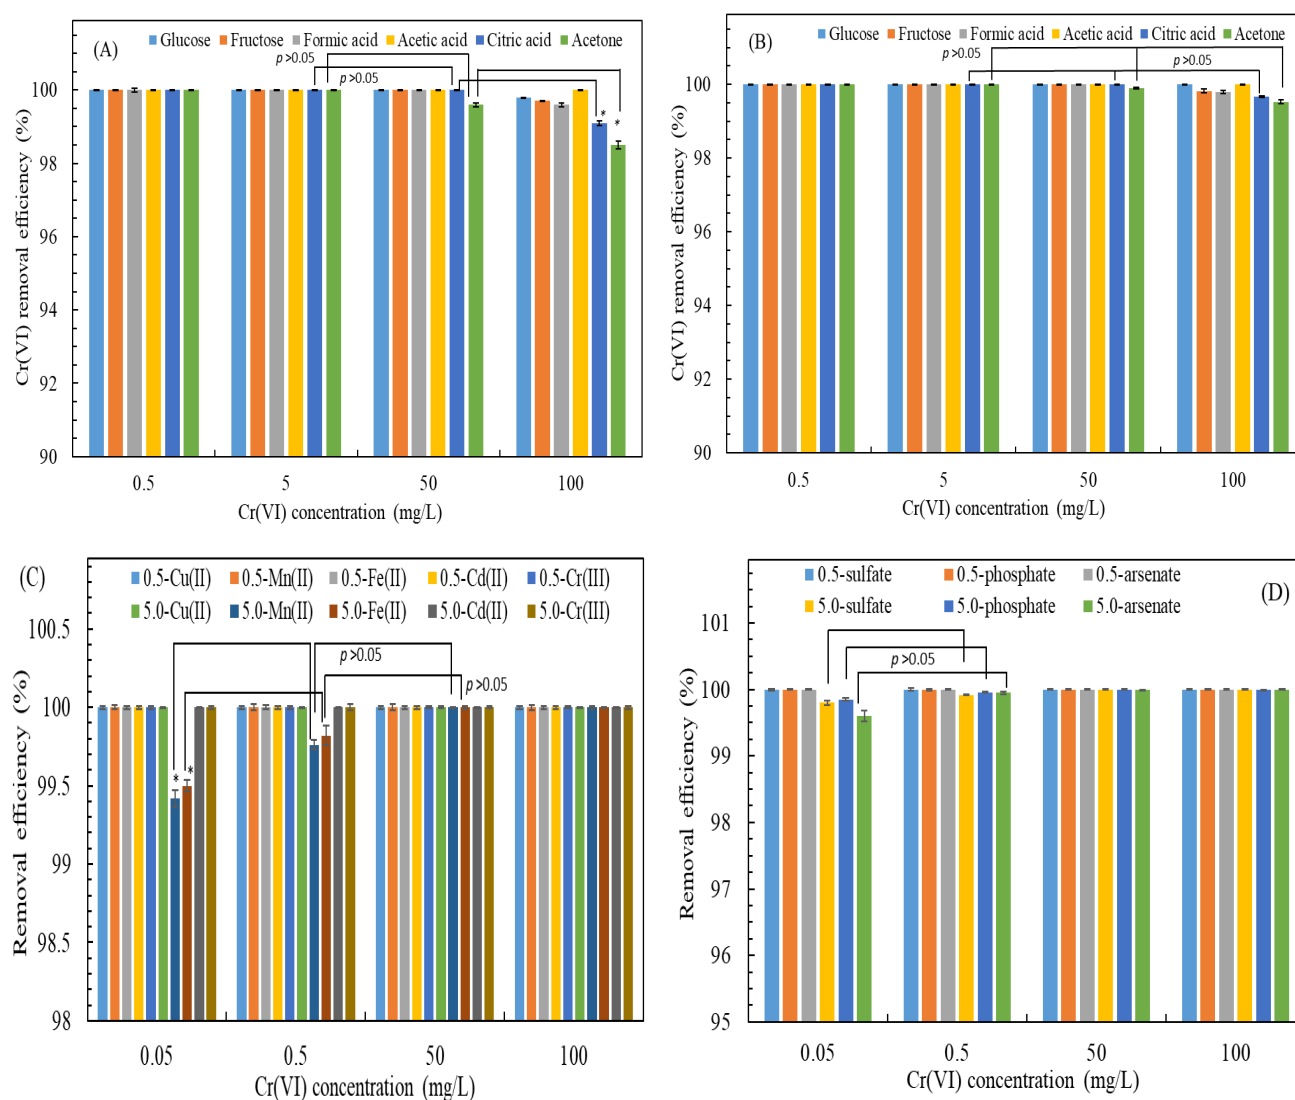 (A)
Glucose Fructose Formic acid Acetic acid Citric acid Acetone
p >0.05
p >0.05
*
*
Cr(VI) removal efficiency (%)
100
98
96
94
92
90
0.5 5 50 100
Cr(VI) concentration (mg/L)
(B)
Glucose Fructose Formic acid Acetic acid Citric acid Acetone
p >0.05
p >0.05
Cr(VI) removal efficiency (%)
100
98
96
94
92
90
0.5 5 50 100
Cr(VI) concentration (mg/L)
(C)
0.5-Cu(II) 0.5-Mn(II) 0.5-Fe(II) 0.5-Cd(II) 0.5-Cr(III)
5.0-Cu(II) 5.0-Mn(II) 5.0-Fe(II) 5.0-Cd(II) 5.0-Cr(III)
p >0.05
p >0.05
* *
Removal efficiency (%)
100.5
100
99.5
99
98.5
98
0.05 0.5 50 100
Cr(VI) concentration (mg/L)
(D)
0.5-sulfate 0.5-phosphate 0.5-arsenate
5.0-sulfate 5.0-phosphate 5.0-arsenate
p >0.05
Removal efficiency (%)
101
100
99
98
97
96
95
0.05 0.5 50 100
Cr(VI) concentration (mg/L)